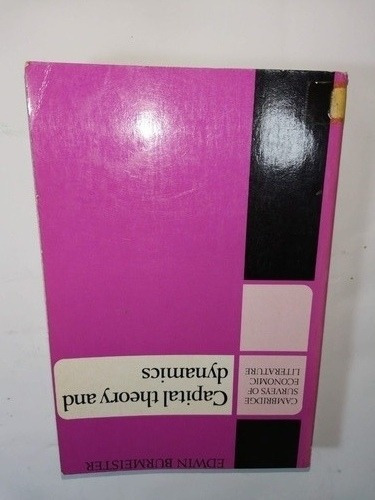 EDWIN BURMEISTER
Capital theory and
dynamics
CAMBRIDGE
SURVEYS OF
ECONOMIC
LITERATURE